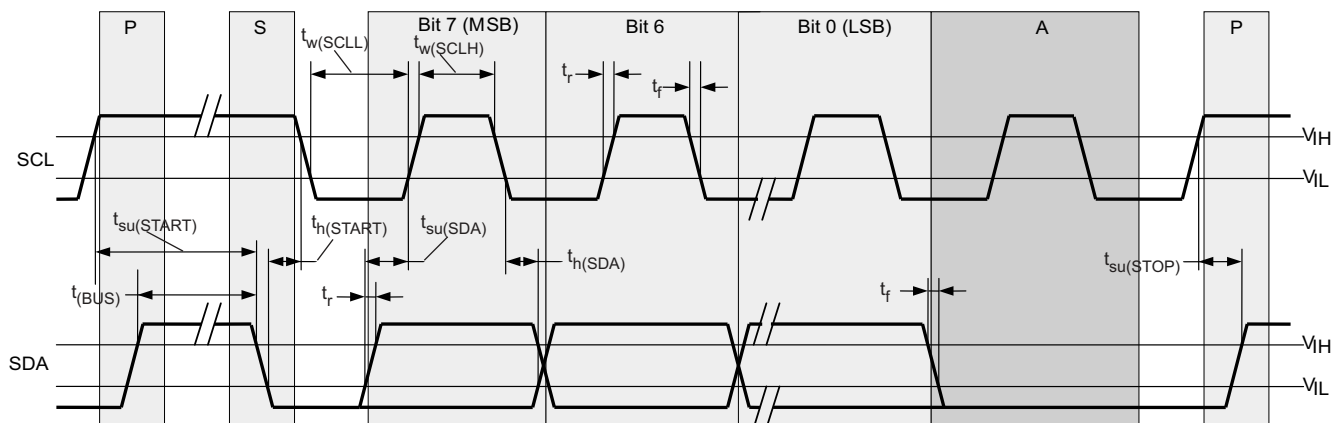 P S Bit 7 (MSB) Bit 6 Bit 0 (LSB) A P
tw(SCLL) tw(SCLH)
tr tf
SCL
VIH
VIL
tsu(START) th(START) tsu(SDA) th(SDA) tsu(STOP)
t(BUS) tr tf
SDA
VIH
VIL